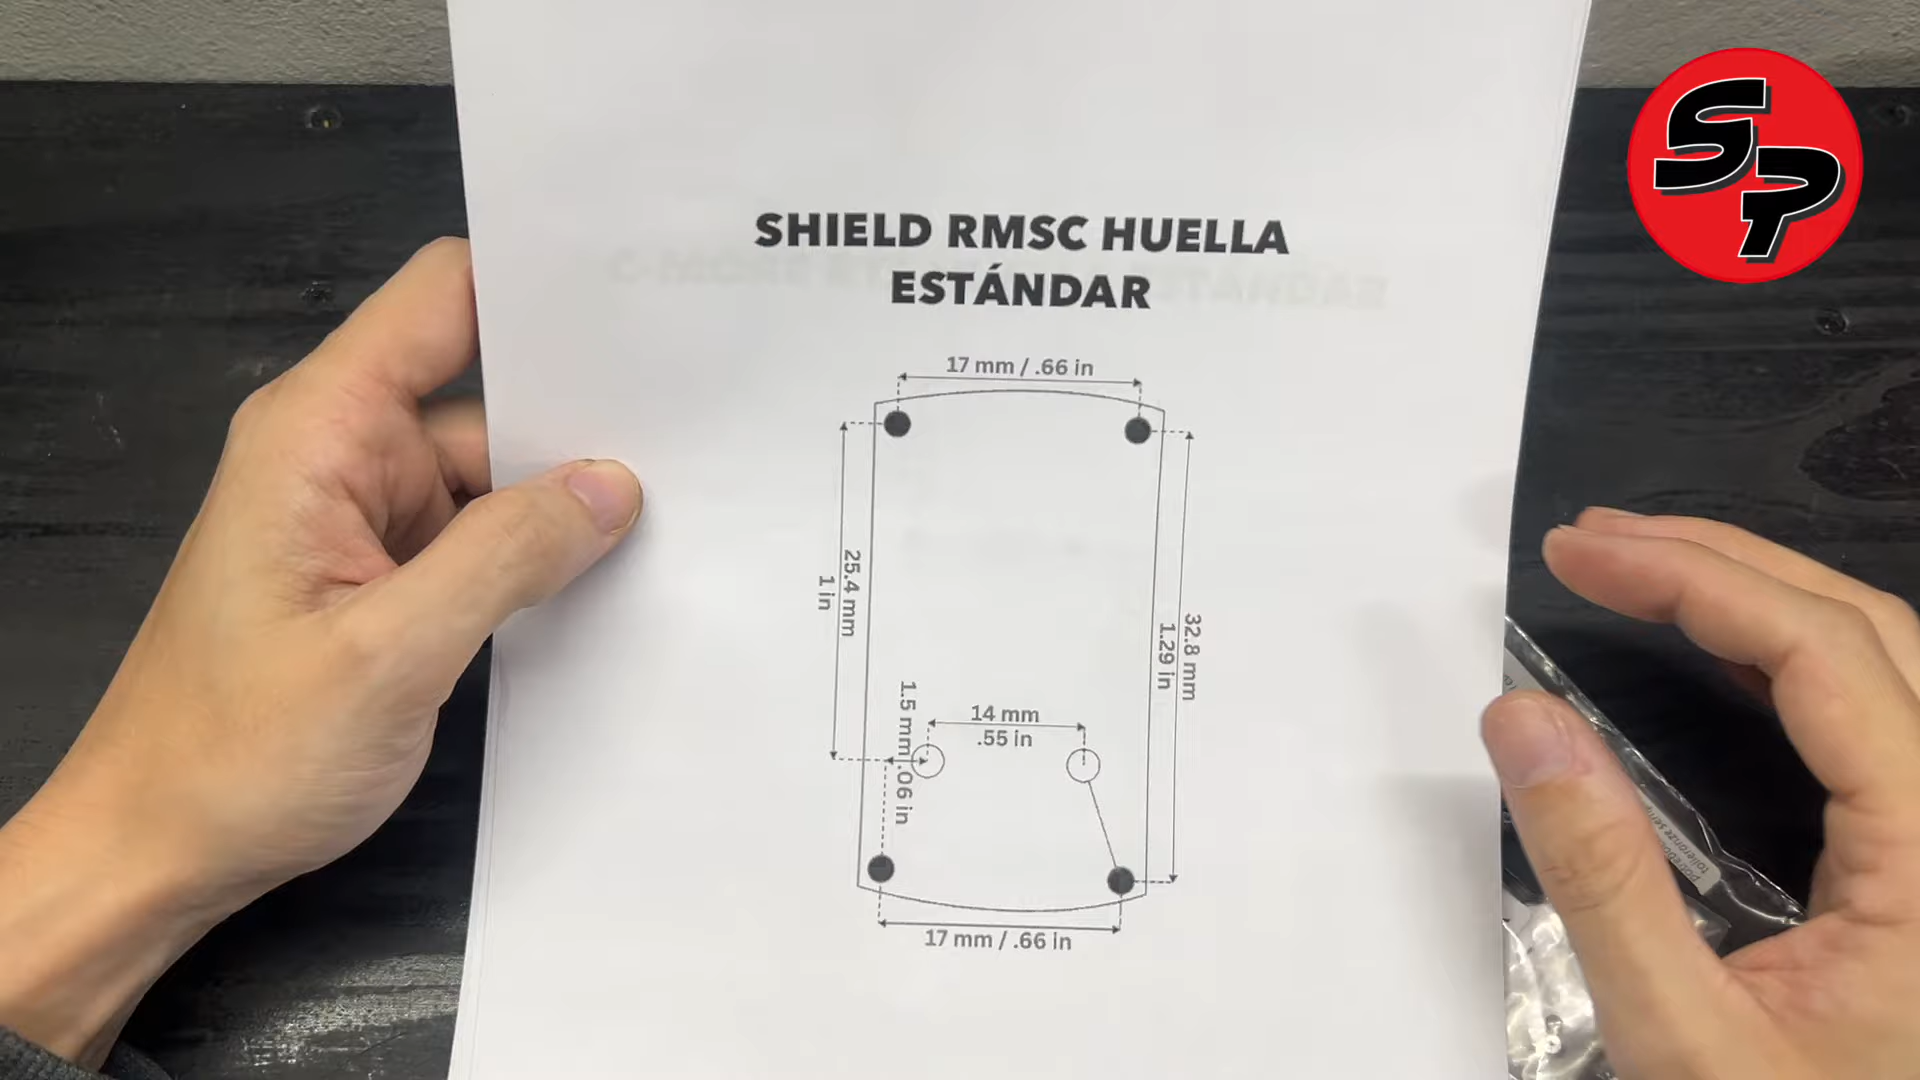 SP
SHIELD RMSC HUELLA
ESTÁNDAR
17 mm / .66 in
25.4 mm
1 in
32.8 mm
1.29 in
14 mm
.55 in
1.5 mm .06 in
17 mm / .66 in